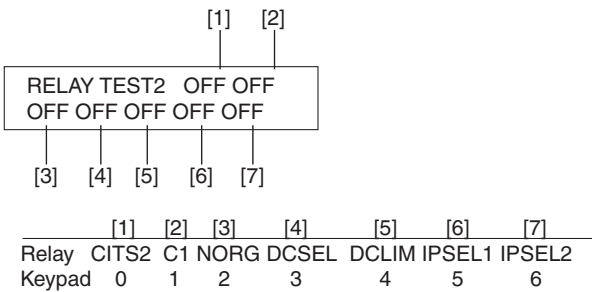 [1] [2]
RELAY TEST2 OFF OFF
OFF OFF OFF OFF OFF
[3] [4] [5] [6] [7]
[1] [2] [3] [4] [5] [6] [7]
Relay CITS2 C1 NORG DCSEL DCLIM IPSEL1 IPSEL2
Keypad 0 1 2 3 4 5 6